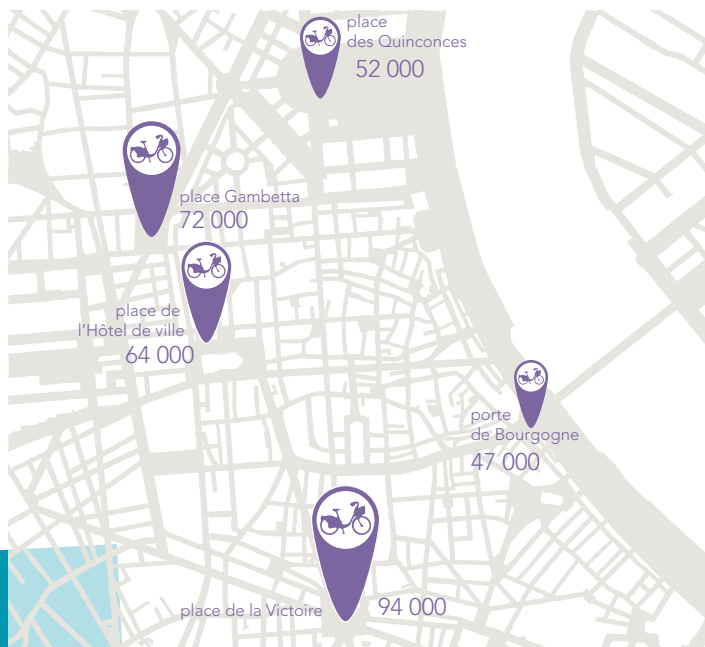 place
des Quinconces
52 000
place Gambetta
72 000
place de
l'Hôtel de ville
64 000
porte
de Bourgogne
47 000
place de la Victoire
94 000